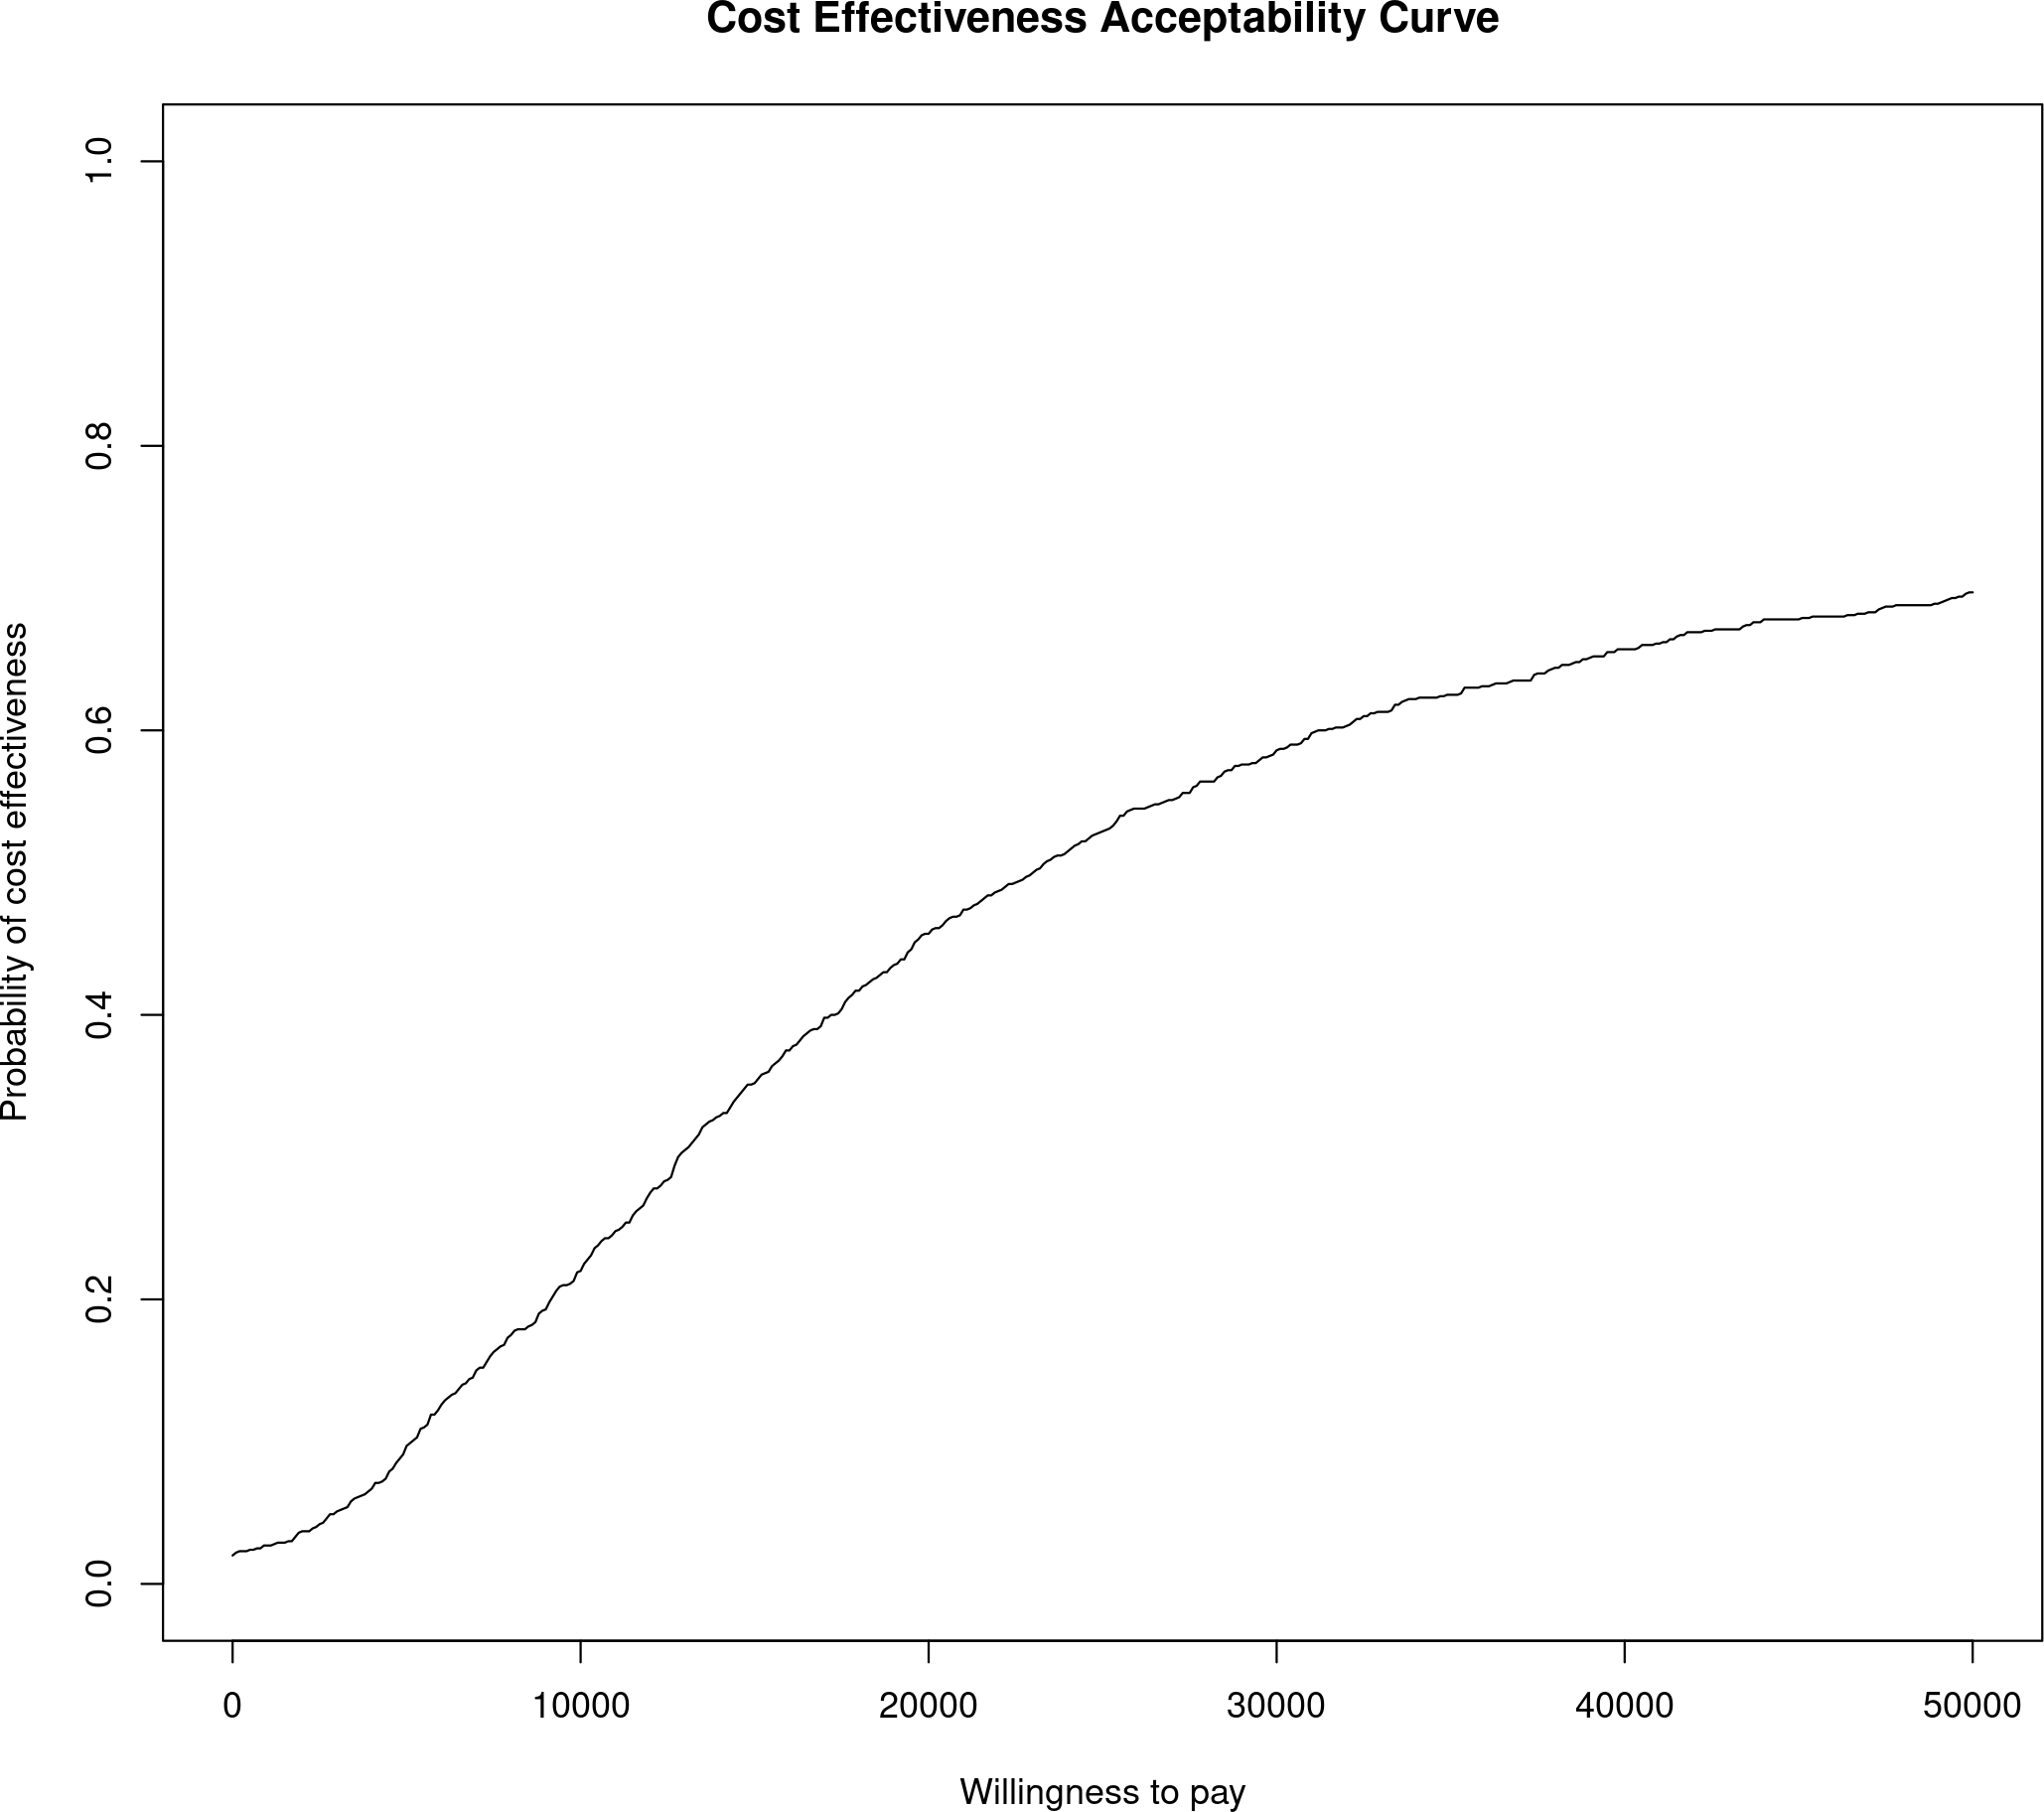 Cost Effectiveness Acceptability Curve
Probability of cost effectiveness
1.0
0.8
0.6
0.4
0.2
0.0
0 10000 20000 30000 40000 50000
Willingness to pay